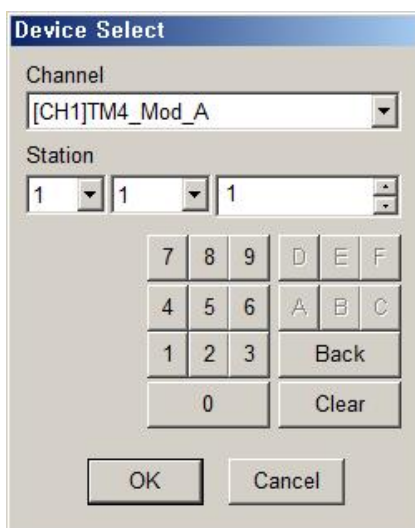 Device Select
Channel
[CH1]TM4_Mod_A
Station
1 1 1
7 8 9 D E F
4 5 6 A B C
1 2 3 Back
0 Clear
OK Cancel